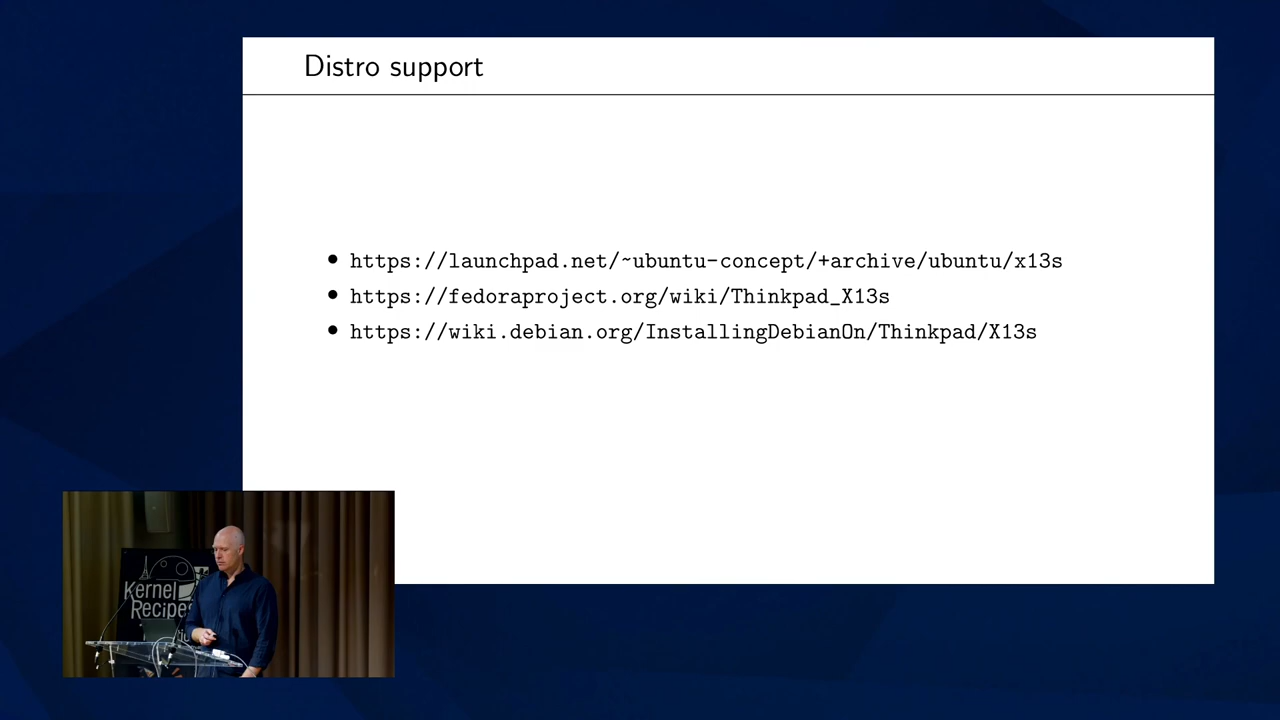 Distro support
• https://launchpad.net/~ubuntu-concept/+archive/ubuntu/x13s
• https://fedoraproject.org/wiki/Thinkpad_X13s
• https://wiki.debian.org/InstallingDebianOn/Thinkpad/X13s
Kernel
Recipes